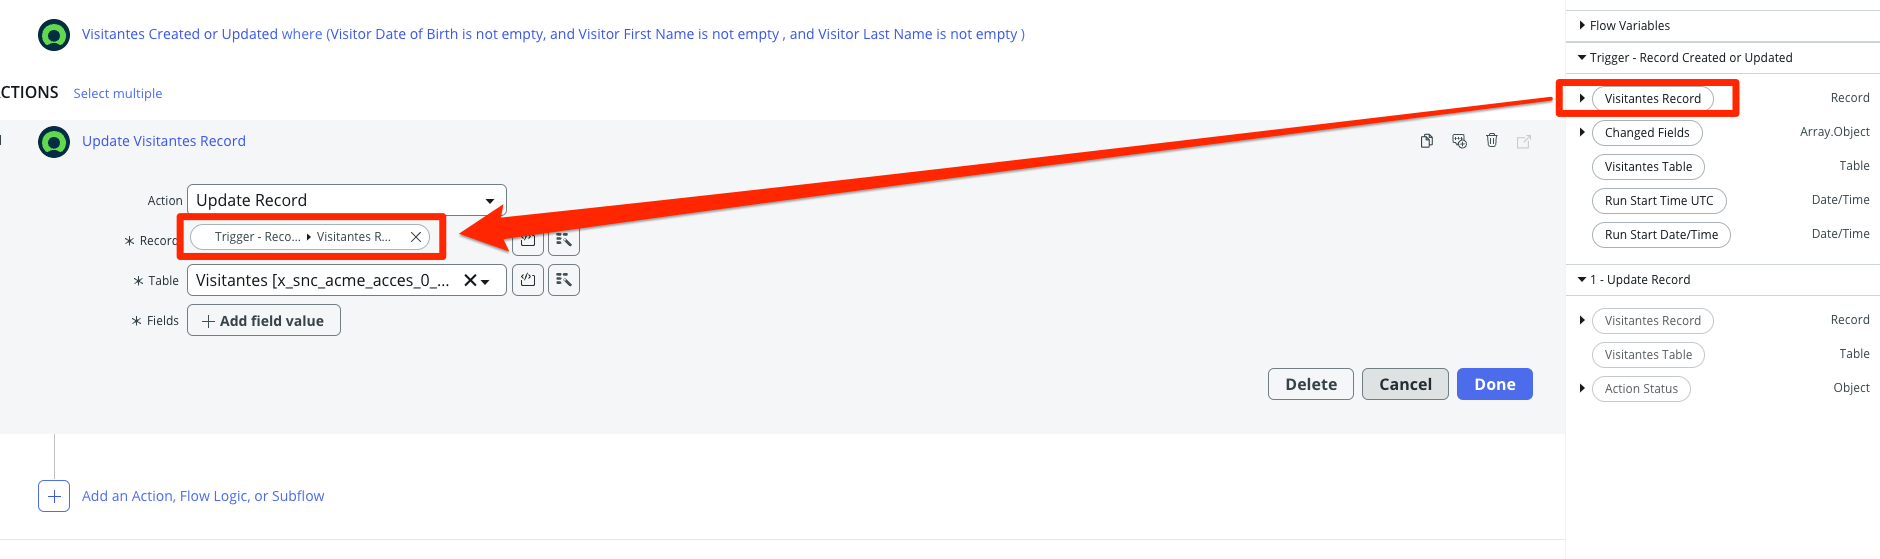 Visitantes Created or Updated where (Visitor Date of Birth is not empty, and Visitor First Name is not empty , and Visitor Last Name is not empty )
CTIONS Select multiple
Update Visitantes Record
Action Update Record
* Record Trigger - Reco... Visitantes R...
* Table Visitantes [x_snc_acme_acces_0_...
* Fields + Add field value
Delete Cancel Done
Add an Action, Flow Logic, or Subflow
Flow Variables
Trigger - Record Created or Updated
Visitantes Record Record
Changed Fields Array.Object
Visitantes Table Table
Run Start Time UTC Date/Time
Run Start Date/Time Date/Time
1 - Update Record
Visitantes Record Record
Visitantes Table Table
Action Status Object